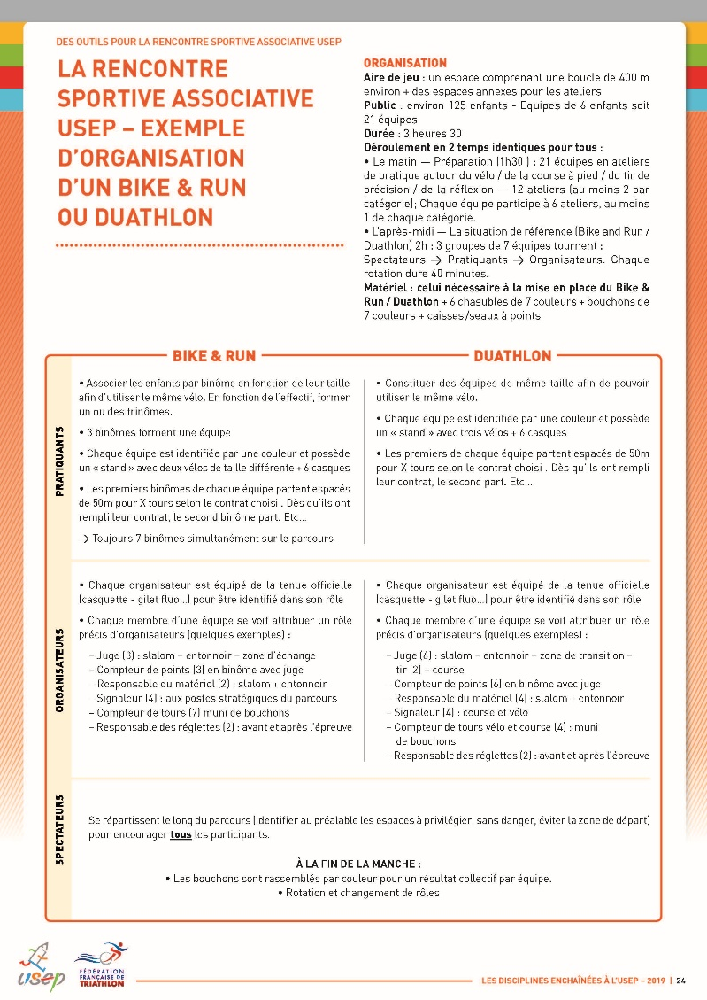 DES OUTILS POUR LA RENCONTRE SPORTIVE ASSOCIATIVE USEP
LA RENCONTRE
SPORTIVE ASSOCIATIVE
USEP – EXEMPLE
D'ORGANISATION
D'UN BIKE & RUN
OU DUATHLON
ORGANISATION
Aire de jeu : un espace comprenant une boucle de 400 m
environ + des espaces annexes pour les ateliers
Public : environ 125 enfants - Equipes de 6 enfants soit
21 équipes
Durée : 3 heures 30
Déroulement en 2 temps identiques pour tous :
• Le matin — Préparation (1h30 ) : 21 équipes en ateliers
de pratique autour du vélo / de la course à pied / du tir de
précision / de la réflexion — 12 ateliers (au moins 2 par
catégorie); Chaque équipe participe à 6 ateliers, au moins
1 de chaque catégorie.
• L'après-midi — La situation de référence (Bike and Run /
Duathlon) 2h : 3 groupes de 7 équipes tournent :
Spectateurs → Pratiquants → Organisateurs. Chaque
rotation dure 40 minutes.
Matériel : celui nécessaire à la mise en place du Bike &
Run / Duathlon + 6 chasubles de 7 couleurs + bouchons de
7 couleurs + caisses/seaux à points
BIKE & RUN
DUATHLON
PRATIQUANTS
• Associer les enfants par binôme en fonction de leur taille
afin d'utiliser le même vélo. En fonction de l'effectif, former
un ou des trinômes.
• 3 binômes forment une équipe
• Chaque équipe est identifiée par une couleur et possède
un « stand » avec deux vélos de taille différente + 6 casques
• Les premiers binômes de chaque équipe partent espacés
de 50m pour X tours selon le contrat choisi . Dès qu'ils ont
rempli leur contrat, le second binôme part. Etc...
→ Toujours 7 binômes simultanément sur le parcours
• Constituer des équipes de même taille afin de pouvoir
utiliser le même vélo.
• Chaque équipe est identifiée par une couleur et possède
un « stand » avec trois vélos + 6 casques
• Les premiers de chaque équipe partent espacés de 50m
pour X tours selon le contrat choisi . Dès qu'ils ont rempli
leur contrat, le second part. Etc...
ORGANISATEURS
• Chaque organisateur est équipé de la tenue officielle
(casquette - gilet fluo...) pour être identifié dans son rôle
• Chaque membre d'une équipe se voit attribuer un rôle
précis d'organisateurs (quelques exemples) :
– Juge (3) : slalom – entonnoir – zone d'échange
– Compteur de points (3) en binôme avec juge
Responsable du matériel (2) : slalom + entonnoir
Signaleur (4) : aux postes stratégiques du parcours
– Compteur de tours (7) muni de bouchons
– Responsable des réglettes (2) : avant et après l'épreuve
• Chaque organisateur est équipé de la tenue officielle
(casquette - gilet fluo...) pour être identifié dans son rôle
• Chaque membre d'une équipe se voit attribuer un rôle
précis d'organisateurs (quelques exemples) :
– Juge (6) : slalom – entonnoir – zone de transition –
tir (2) – course
Compteur de points (6) en binôme avec juge
Responsable du matériel (4) : slalom + entonnoir
– Signaleur (4) : course et vélo
– Compteur de tours vélo et course (4) : muni
de bouchons
– Responsable des réglettes (2) : avant et après l'épreuve
SPECTATEURS
Se répartissent le long du parcours (identifier au préalable les espaces à privilégier, sans danger, éviter la zone de départ)
pour encourager tous les participants.
À LA FIN DE LA MANCHE :
• Les bouchons sont rassemblés par couleur pour un résultat collectif par équipe.
• Rotation et changement de rôles
usep
FÉDÉRATION
FRANÇAISE DE
TRIATHLON
LES DISCIPLINES ENCHAÎNÉES À L'USEP – 2019 | 24